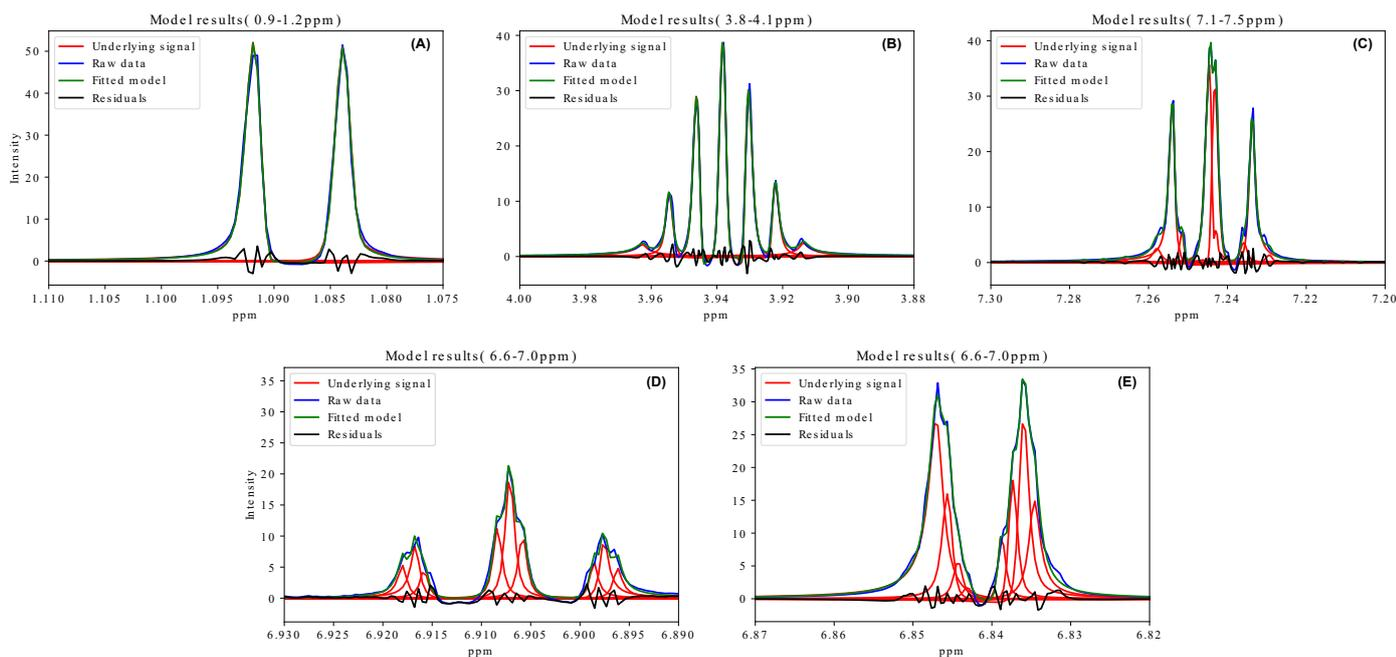 Model results( 0.9-1.2ppm)
(A)
Underlying signal
Raw data
Fitted model
Residuals
Intensity
50
40
30
20
10
0
1.110 1.105 1.100 1.095 1.090 1.085 1.080 1.075
ppm
Model results( 3.8-4.1ppm)
(B)
Underlying signal
Raw data
Fitted model
Residuals
40
30
20
10
0
4.00 3.98 3.96 3.94 3.92 3.90 3.88
ppm
Model results( 7.1-7.5ppm)
(C)
Underlying signal
Raw data
Fitted model
Residuals
40
30
20
10
0
7.30 7.28 7.26 7.24 7.22 7.20
ppm
Model results( 6.6-7.0ppm)
(D)
Underlying signal
Raw data
Fitted model
Residuals
Intensity
35
30
25
20
15
10
5
0
6.930 6.925 6.920 6.915 6.910 6.905 6.900 6.895 6.890
ppm
Model results( 6.6-7.0ppm)
(E)
Underlying signal
Raw data
Fitted model
Residuals
35
30
25
20
15
10
5
0
6.87 6.86 6.85 6.84 6.83 6.82
ppm